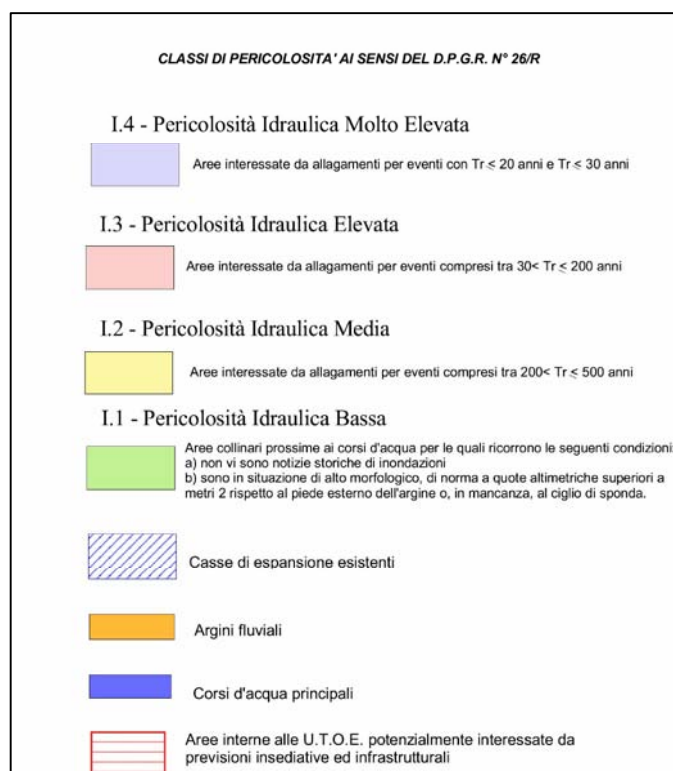 CLASSI DI PERICOLOSITA' AI SENSI DEL D.P.G.R. N° 26/R
I.4 - Pericolosità Idraulica Molto Elevata
Aree interessate da allagamenti per eventi con Tr ≤ 20 anni e Tr ≤ 30 anni
I.3 - Pericolosità Idraulica Elevata
Aree interessate da allagamenti per eventi compresi tra 30< Tr ≤ 200 anni
I.2 - Pericolosità Idraulica Media
Aree interessate da allagamenti per eventi compresi tra 200< Tr ≤ 500 anni
I.1 - Pericolosità Idraulica Bassa
Aree collinari prossime ai corsi d'acqua per le quali ricorrono le seguenti condizioni:
a) non vi sono notizie storiche di inondazioni
b) sono in situazione di alto morfologico, di norma a quote altimetriche superiori a
metri 2 rispetto al piede esterno dell'argine o, in mancanza, al ciglio di sponda.
Casse di espansione esistenti
Argini fluviali
Corsi d'acqua principali
Aree interne alle U.T.O.E. potenzialmente interessate da
previsioni insediative ed infrastrutturali